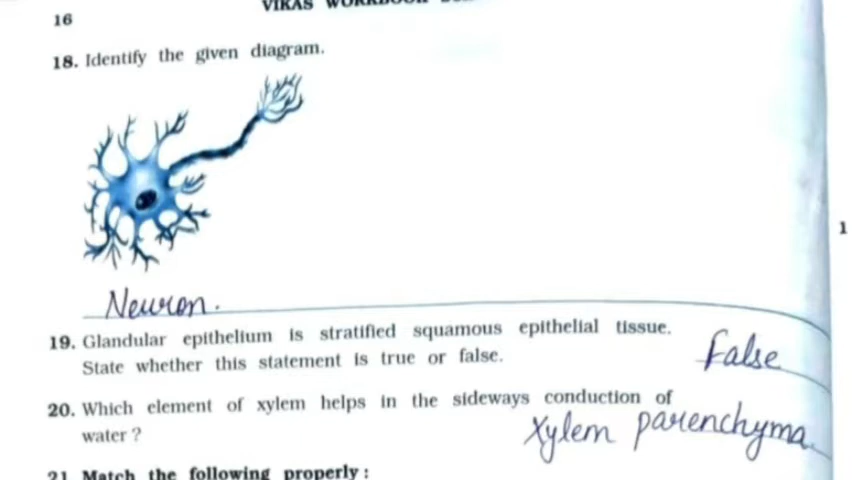 16
VIKAS WORKBOOK
18. Identify the given diagram.
1
Neuron.
19. Glandular epithelium is stratified squamous epithelial tissue.
State whether this statement is true or false.
False
20. Which element of xylem helps in the sideways conduction of
water ?
Xylem parenchyma
21. Match the following properly :